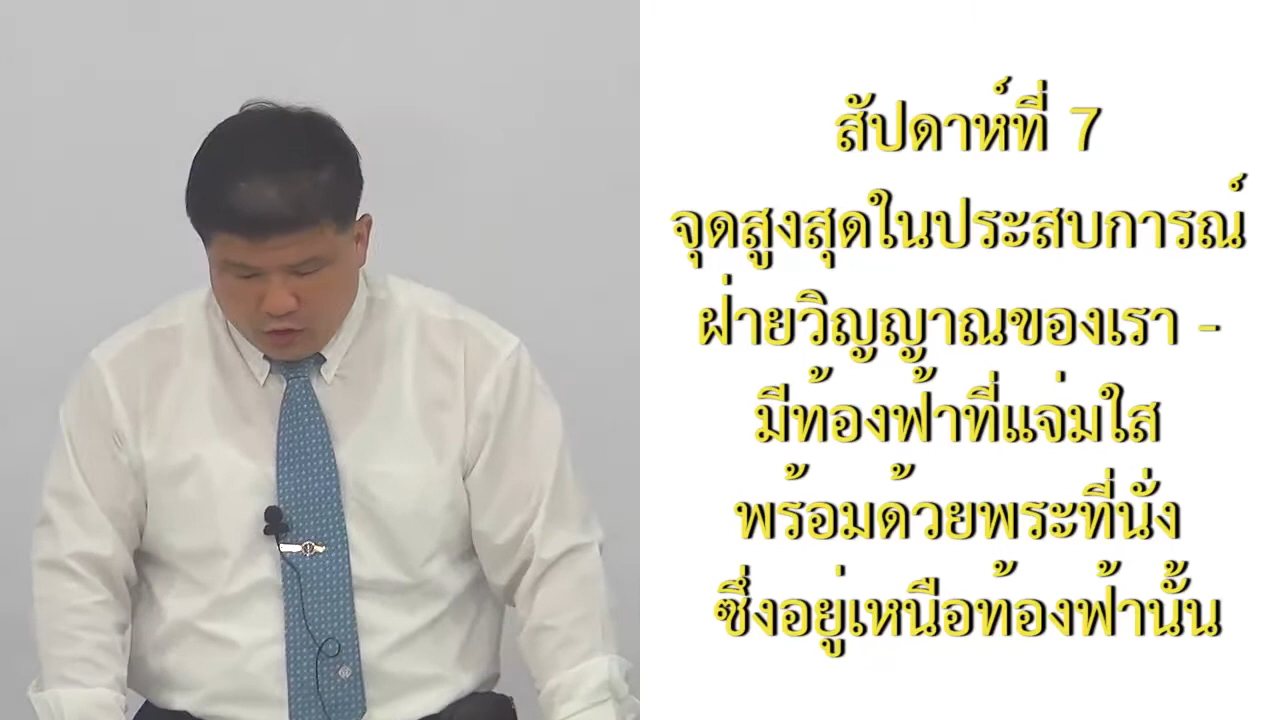 สัปดาห์ที่ 7
จุดสูงสุดในประสบการณ์
ฝ่ายวิญญาณของเรา -
มีท้องฟ้าที่แจ่มใส
พร้อมด้วยพระที่นั่ง
ซึ่งอยู่เหนือท้องฟ้านั้น